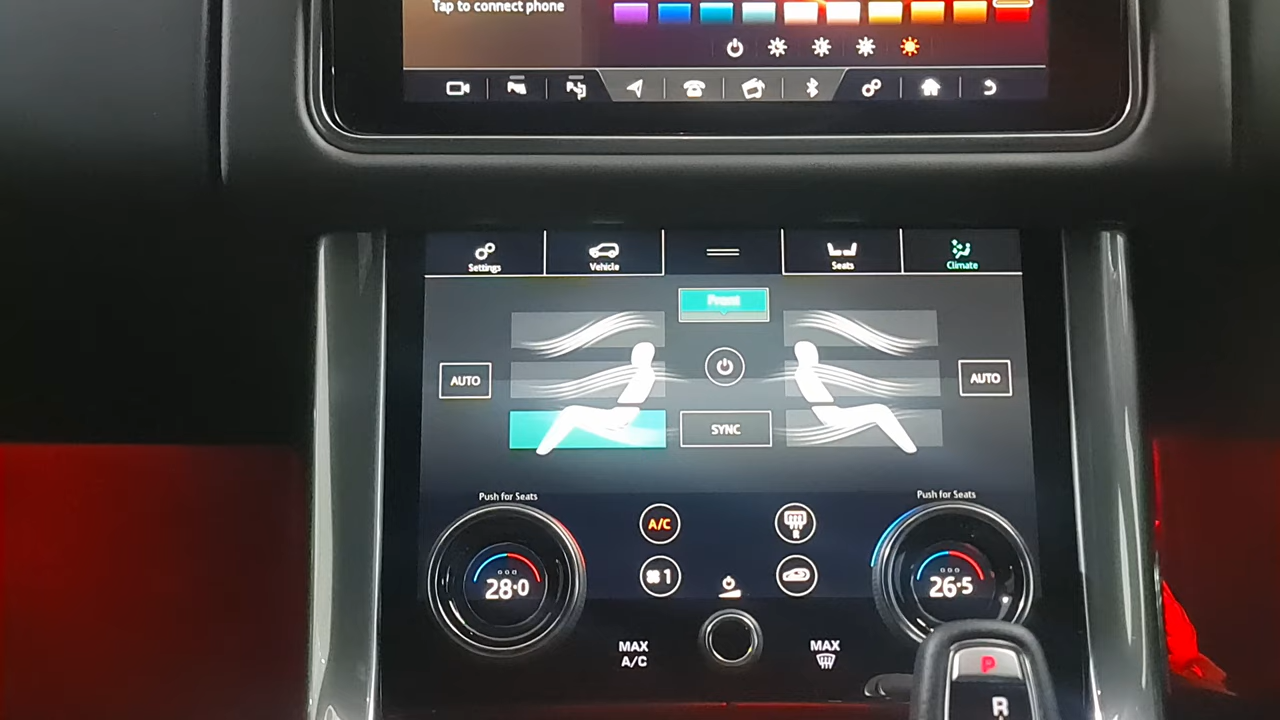 Tap to connect phone
Settings
Vehicle
Seats
Climate
Front
AUTO
AUTO
SYNC
Push for Seats
Push for Seats
A/C
R
28.0
1
26.5
MAX
A/C
MAX
P
R